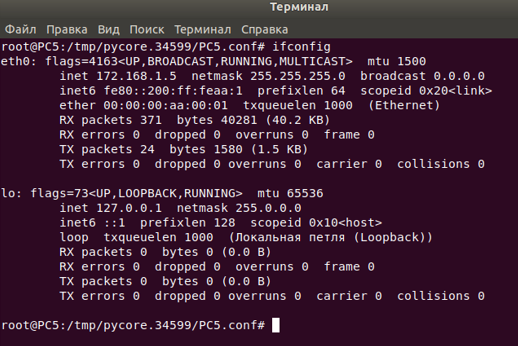 Терминал
Файл Правка Вид Поиск Терминал Справка
root@PC5:/tmp/pycore.34599/PC5.conf# ifconfig
eth0: flags=4163<UP,BROADCAST,RUNNING,MULTICAST>  mtu 1500
        inet 172.168.1.5  netmask 255.255.255.0  broadcast 0.0.0.0
        inet6 fe80::200:ff:feaa:1  prefixlen 64  scopeid 0x20<link>
        ether 00:00:00:aa:00:01  txqueuelen 1000  (Ethernet)
        RX packets 371  bytes 40281 (40.2 KB)
        RX errors 0  dropped 0  overruns 0  frame 0
        TX packets 24  bytes 1580 (1.5 KB)
        TX errors 0  dropped 0 overruns 0  carrier 0  collisions 0
lo: flags=73<UP,LOOPBACK,RUNNING>  mtu 65536
        inet 127.0.0.1  netmask 255.0.0.0
        inet6 ::1  prefixlen 128  scopeid 0x10<host>
        loop  txqueuelen 1000  (Локальная петля (Loopback))
        RX packets 0  bytes 0 (0.0 B)
        RX errors 0  dropped 0  overruns 0  frame 0
        TX packets 0  bytes 0 (0.0 B)
        TX errors 0  dropped 0 overruns 0  carrier 0  collisions 0
root@PC5:/tmp/pycore.34599/PC5.conf#